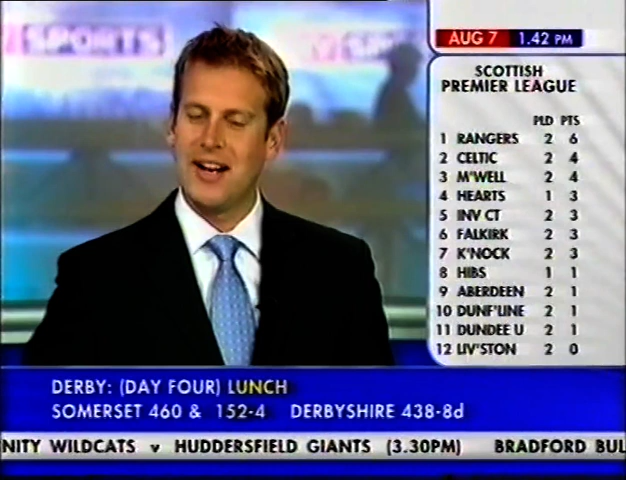 SPORTS
SPORTS
AUG 7 1.42 PM
SCOTTISH
PREMIER LEAGUE
PLD PTS
1 RANGERS 2 6
2 CELTIC 2 4
3 M'WELL 2 4
4 HEARTS 1 3
5 INV CT 2 3
6 FALKIRK 2 3
7 K'NOCK 2 3
8 HIBS 1 1
9 ABERDEEN 2 1
10 DUNF'LINE 2 1
11 DUNDEE U 2 1
12 LIV'STON 2 0
DERBY: (DAY FOUR) LUNCH
SOMERSET 460 & 152-4 DERBYSHIRE 438-8d
NITY WILDCATS v HUDDERSFIELD GIANTS (3.30PM) BRADFORD BUL